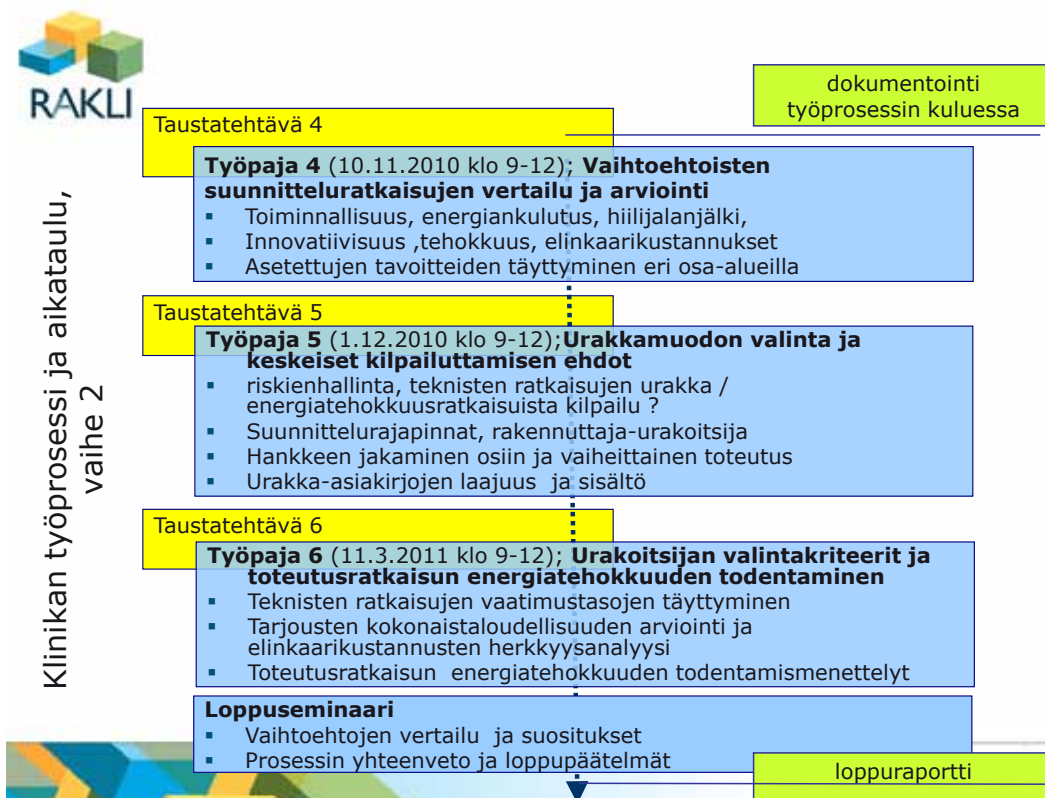 RAKLI
dokumentointi
työprosessin kuluessa
Klinikan työprosessi ja aikataulu,
vaihe 2
Taustatehtävä 4
Työpaja 4 (10.11.2010 klo 9-12); Vaihtoehtoisten
suunnitteluratkaisujen vertailu ja arviointi
▪ Toiminnallisuus, energiankulutus, hiilijalanjälki,
▪ Innovatiivisuus ,tehokkuus, elinkaarikustannukset
▪ Asetettujen tavoitteiden täyttyminen eri osa-alueilla
Taustatehtävä 5
Työpaja 5 (1.12.2010 klo 9-12);Urakkamuodon valinta ja
keskeiset kilpailuttamisen ehdot
▪ riskienhallinta, teknisten ratkaisujen urakka /
energiatehokkuusratkaisuista kilpailu ?
▪ Suunnittelurajapinnat, rakennuttaja-urakoitsija
▪ Hankkeen jakaminen osiin ja vaiheittainen toteutus
▪ Urakka-asiakirjojen laajuus ja sisältö
Taustatehtävä 6
Työpaja 6 (11.3.2011 klo 9-12); Urakoitsijan valintakriteerit ja
toteutusratkaisun energiatehokkuuden todentaminen
▪ Teknisten ratkaisujen vaatimustasojen täyttyminen
▪ Tarjousten kokonaistaloudellisuuden arviointi ja
elinkaarikustannusten herkkyysanalyysi
▪ Toteutusratkaisun energiatehokkuuden todentamismenettelyt
Loppuseminaari
▪ Vaihtoehtojen vertailu ja suositukset
▪ Prosessin yhteenveto ja loppupäätelmät
loppuraportti